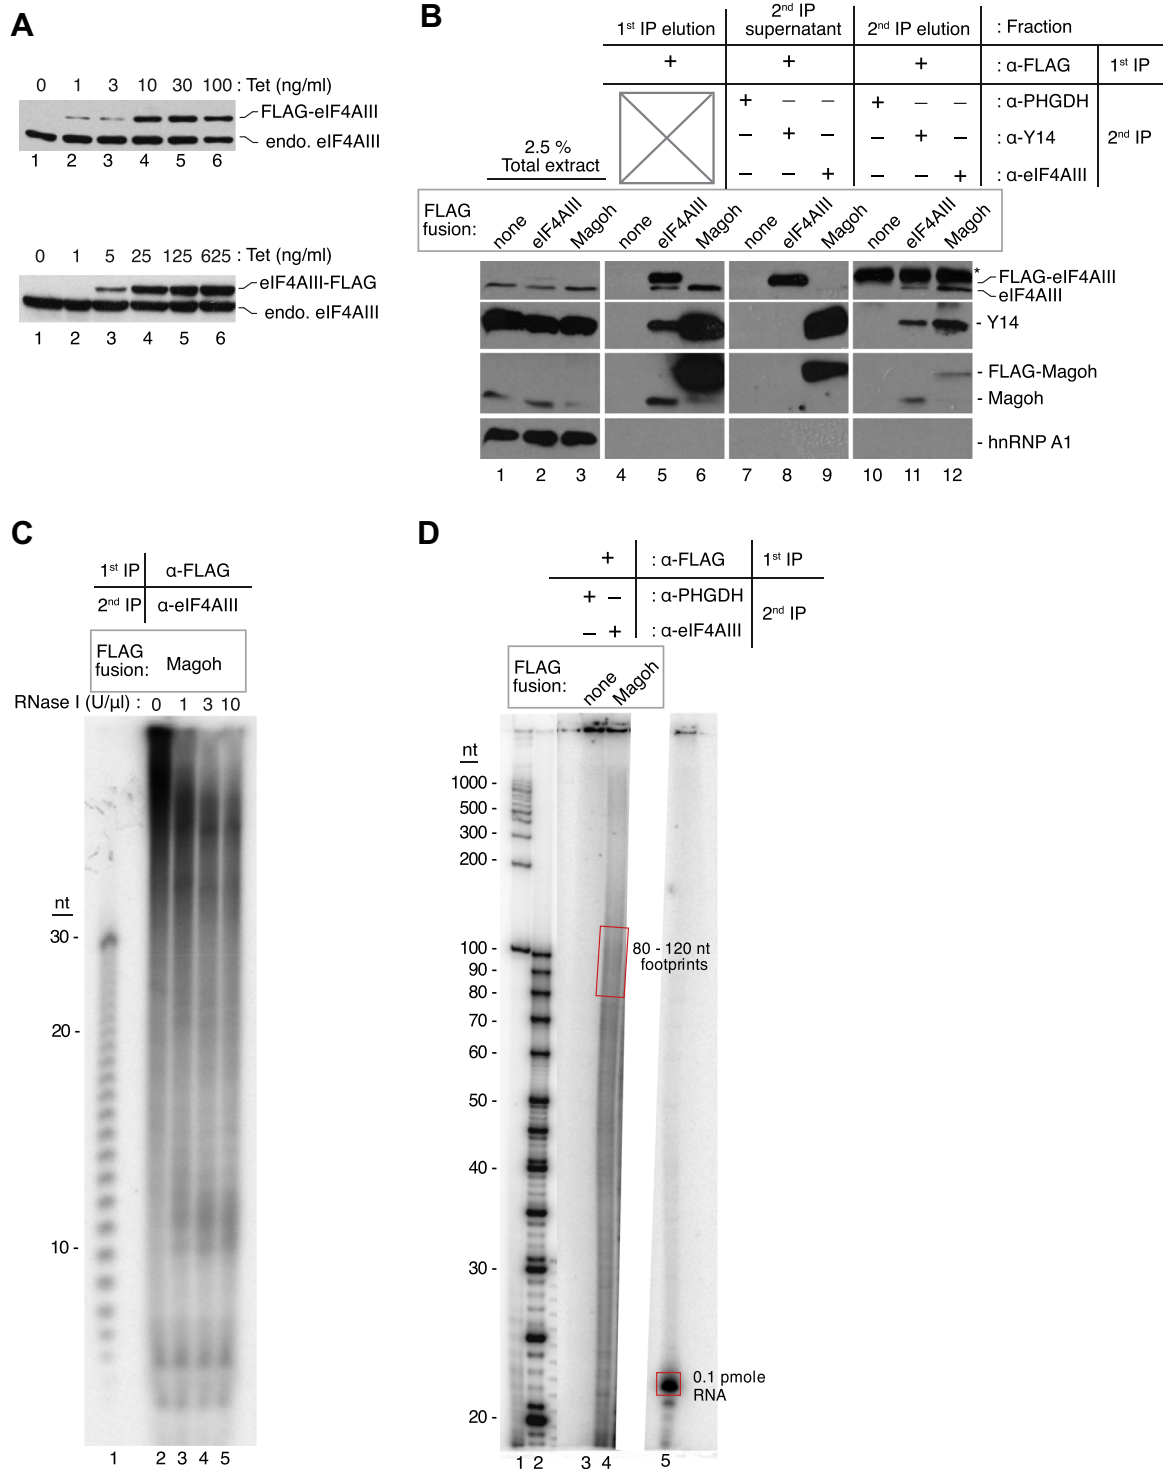 A
0 1 3 10 30 100 : Tet (ng/ml)
FLAG-eIF4AIII
endo. eIF4AIII
1 2 3 4 5 6
0 1 5 25 125 625 : Tet (ng/ml)
eIF4AIII-FLAG
endo. eIF4AIII
1 2 3 4 5 6
B
1st IP elution
2nd IP
supernatant
2nd IP elution
: Fraction
+ + + : α-FLAG 1st IP
+ – – + – – : α-PHGDH
– + – – + – : α-Y14 2nd IP
– – + – – + : α-eIF4AIII
2.5 %
Total extract
FLAG
fusion:
none eIF4AIII Magoh none eIF4AIII Magoh none eIF4AIII Magoh none eIF4AIII Magoh
*
FLAG-eIF4AIII
eIF4AIII
- Y14
- FLAG-Magoh
- Magoh
- hnRNP A1
1 2 3 4 5 6 7 8 9 10 11 12
C
1st IP α-FLAG
2nd IP α-eIF4AIII
FLAG
fusion: Magoh
RNase I (U/µl) : 0 1 3 10
nt
30 -
20 -
10 -
1 2 3 4 5
D
+ : α-FLAG 1st IP
+ – : α-PHGDH
2nd IP
– + : α-eIF4AIII
FLAG
fusion:
none Magoh
nt
1000 -
500 -
300 -
200 -
100 -
90 -
80 -
70 -
60 -
50 -
40 -
30 -
20 -
80 - 120 nt
footprints
0.1 pmole
RNA
1 2 3 4 5